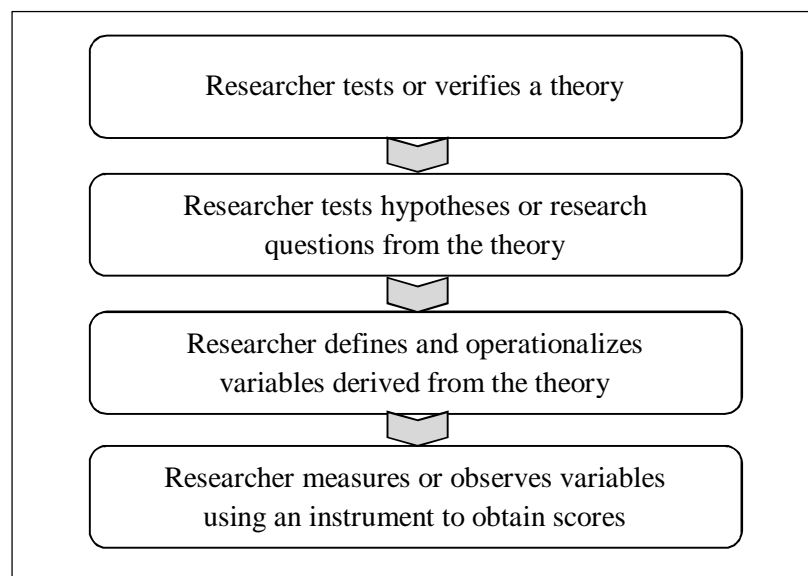 Researcher tests or verifies a theory
Researcher tests hypotheses or research
questions from the theory
Researcher defines and operationalizes
variables derived from the theory
Researcher measures or observes variables
using an instrument to obtain scores